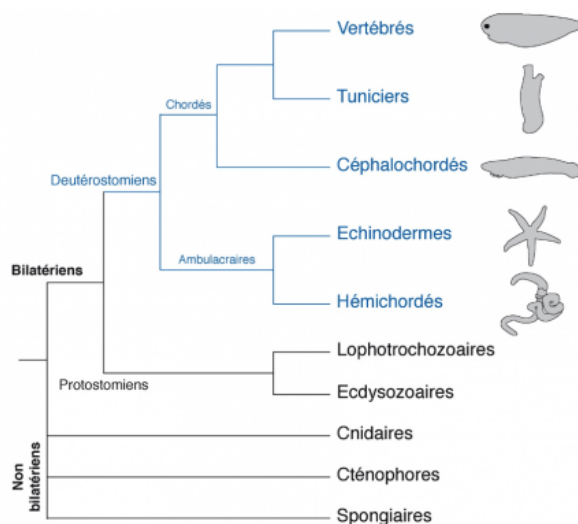 Vertébrés
Chordés
Tuniciers
Céphalochordés
Deutérostomiens
Echinodermes
Ambulacraires
Bilatériens
Hémichordés
Lophotrochozoaires
Protostomiens
Ecdysozoaires
Cnidaires
Non
bilatériens
Cténophores
Spongiaires